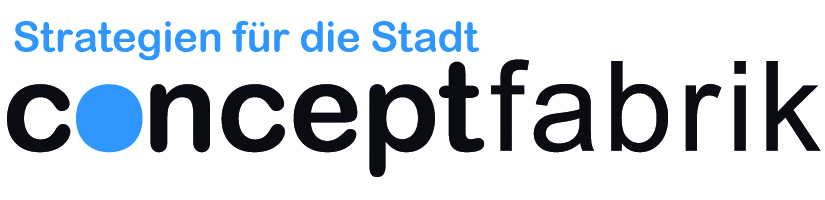 Strategien für die Stadt
conceptfabrik